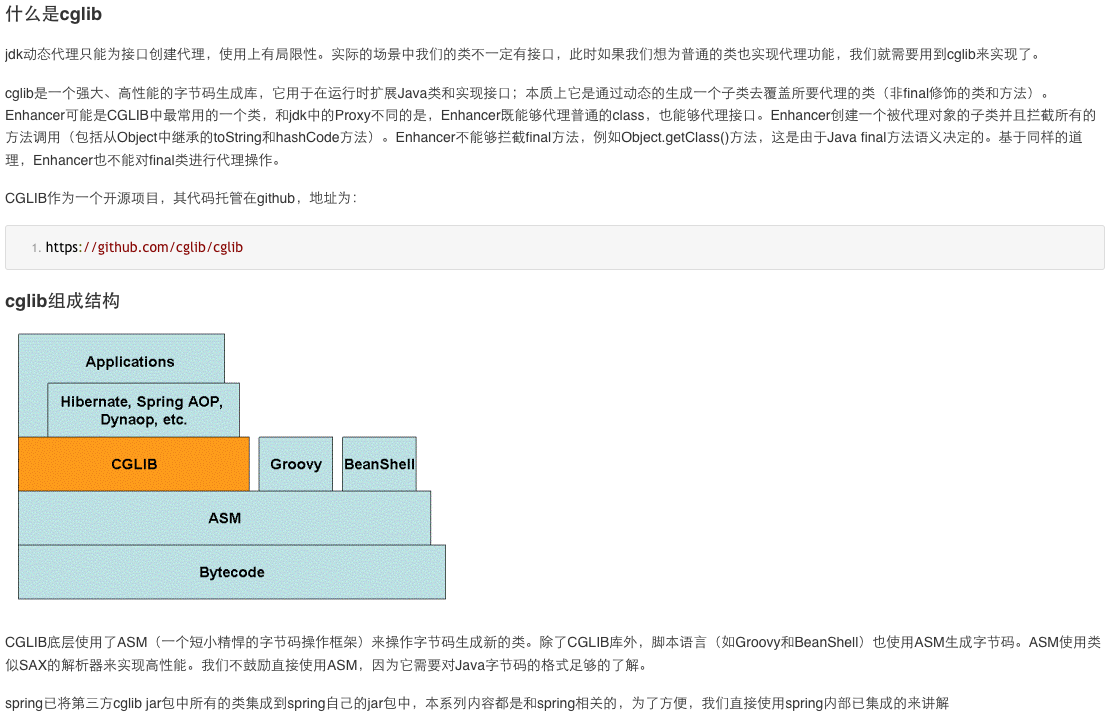 什么是cglib
jdk动态代理只能为接口创建代理，使用上有局限性。实际的场景中我们的类不一定有接口，此时如果我们想为普通的类也实现代理功能，我们就需要用到cglib来实现了。
cglib是一个强大、高性能的字节码生成库，它用于在运行时扩展Java类和实现接口；本质上它是通过动态的生成一个子类去覆盖所要代理的类（非final修饰的类和方法）。
Enhancer可能是CGLIB中最常用的一个类，和jdk中的Proxy不同的是，Enhancer既能够代理普通的class，也能够代理接口。Enhancer创建一个被代理对象的子类并且拦截所有的
方法调用（包括从Object中继承的toString和hashCode方法）。Enhancer不能够拦截final方法，例如Object.getClass()方法，这是由于Java final方法语义决定的。基于同样的道
理，Enhancer也不能对final类进行代理操作。
CGLIB作为一个开源项目，其代码托管在github，地址为：
1. https://github.com/cglib/cglib
cglib组成结构
Applications
Hibernate, Spring AOP,
Dynaop, etc.
CGLIB Groovy BeanShell
ASM
Bytecode
CGLIB底层使用了ASM（一个短小精悍的字节码操作框架）来操作字节码生成新的类。除了CGLIB库外，脚本语言（如Groovy和BeanShell）也使用ASM生成字节码。ASM使用类
似SAX的解析器来实现高性能。我们不鼓励直接使用ASM，因为它需要对Java字节码的格式足够的了解。
spring已将第三方cglib jar包中所有的类集成到spring自己的jar包中，本系列内容都是和spring相关的，为了方便，我们直接使用spring内部已集成的来讲解